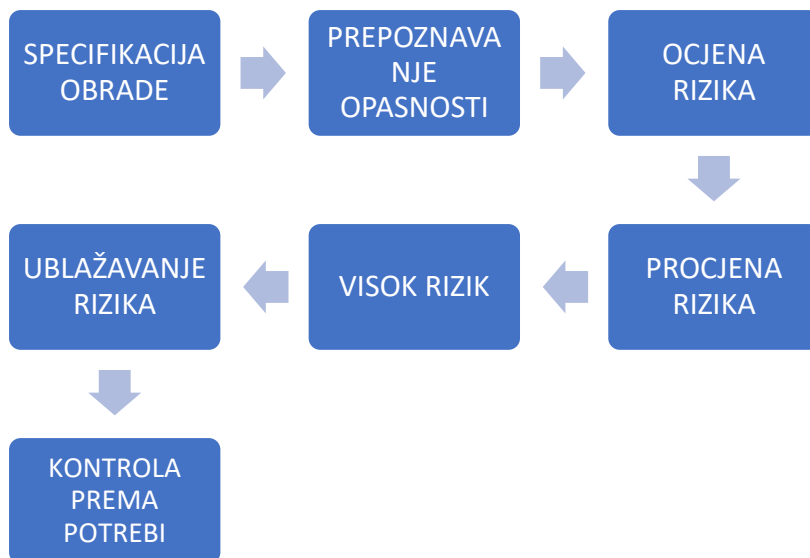 SPECIFIKACIJA
OBRADE
PREPOZNAVA
NJE
OPASNOSTI
OCJENA
RIZIKA
PROCJENA
RIZIKA
VISOK RIZIK
UBLAŽAVANJE
RIZIKA
KONTROLA
PREMA
POTREBI